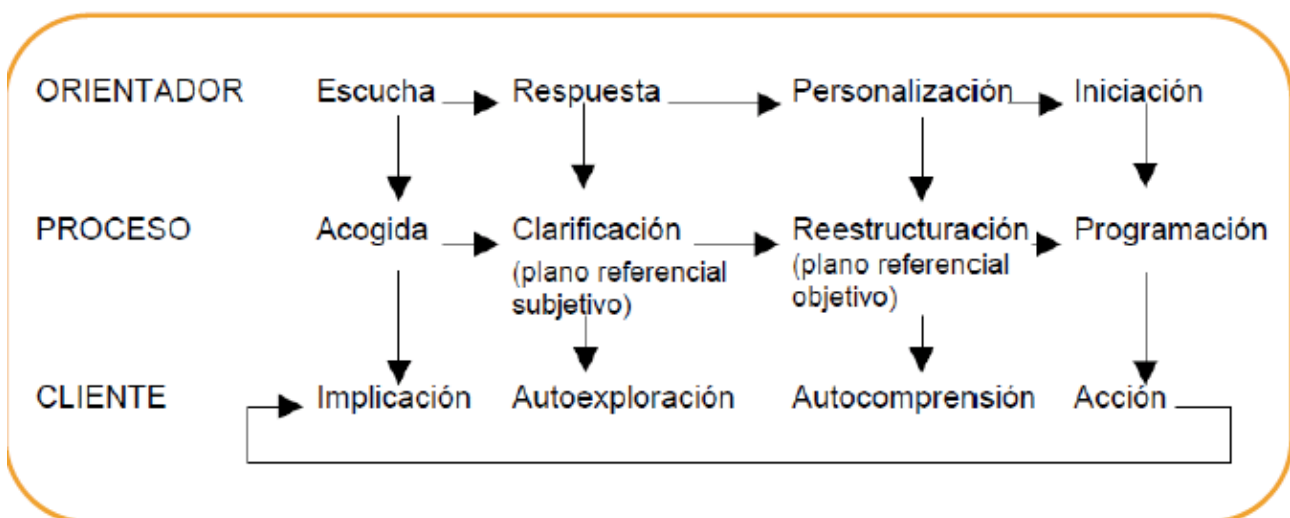 ORIENTADOR Escucha Respuesta Personalización Iniciación
PROCESO Acogida Clarificación Reestructuración Programación
(plano referencial subjetivo) (plano referencial objetivo)
CLIENTE Implicación Autoexploración Autocomprensión Acción